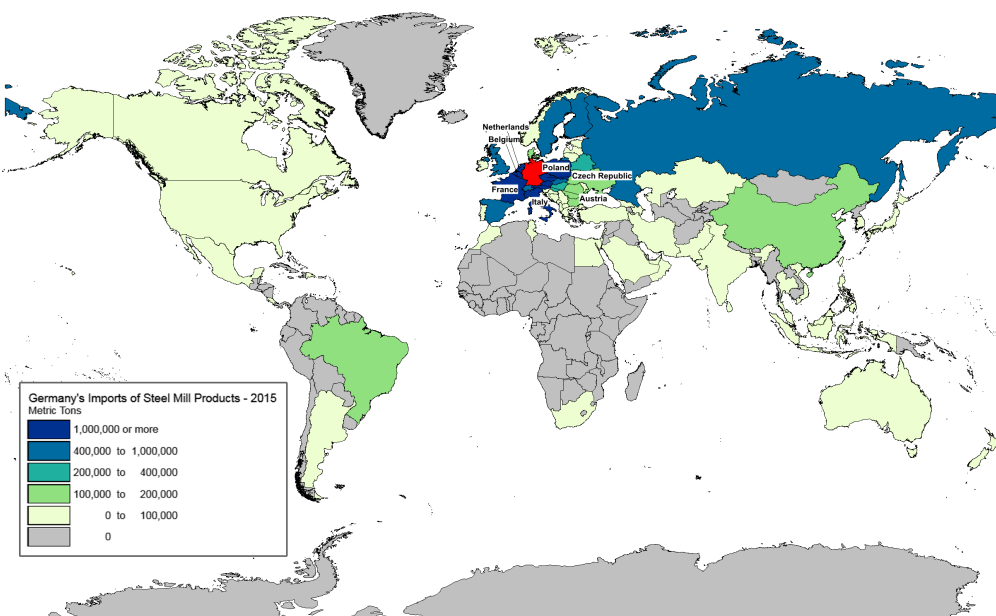 Netherlands
Belgium
Poland
Czech Republic
France
Austria
Italy
Germany's Imports of Steel Mill Products - 2015
Metric Tons
1,000,000 or more
400,000 to 1,000,000
200,000 to 400,000
100,000 to 200,000
0 to 100,000
0